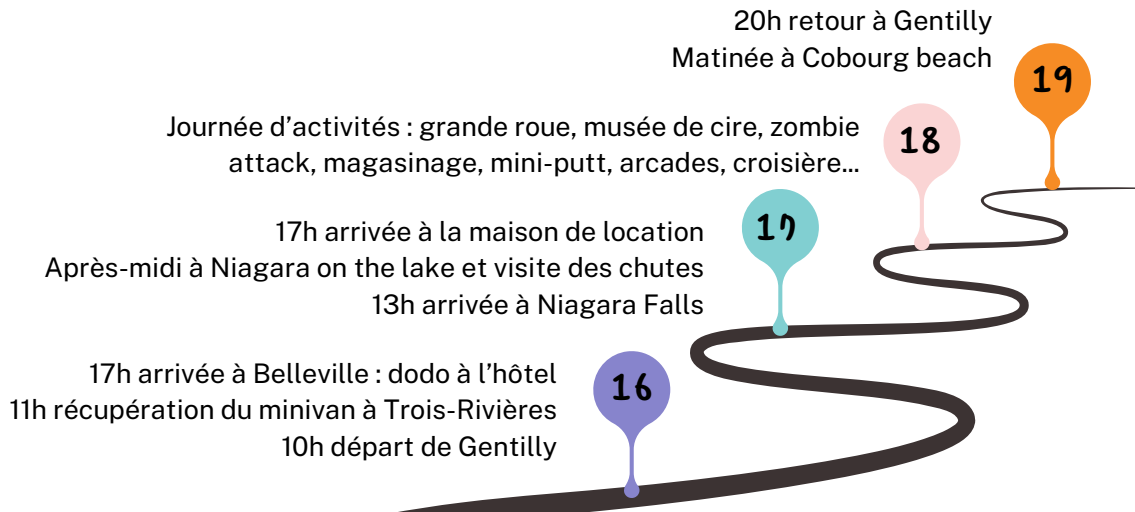 20h retour à Gentilly
Matinée à Cobourg beach
19
Journée d’activités : grande roue, musée de cire, zombie
attack, magasinage, mini-putt, arcades, croisière...
18
17h arrivée à la maison de location
Après-midi à Niagara on the lake et visite des chutes
13h arrivée à Niagara Falls
17
17h arrivée à Belleville : dodo à l’hôtel
11h récupération du minivan à Trois-Rivières
10h départ de Gentilly
16